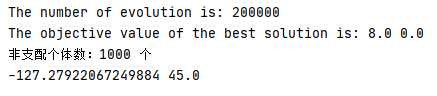 The number of evolution is: 200000
The objective value of the best solution is: 8.0 0.0
非支配个体数：1000 个
-127.27922067249884 45.0